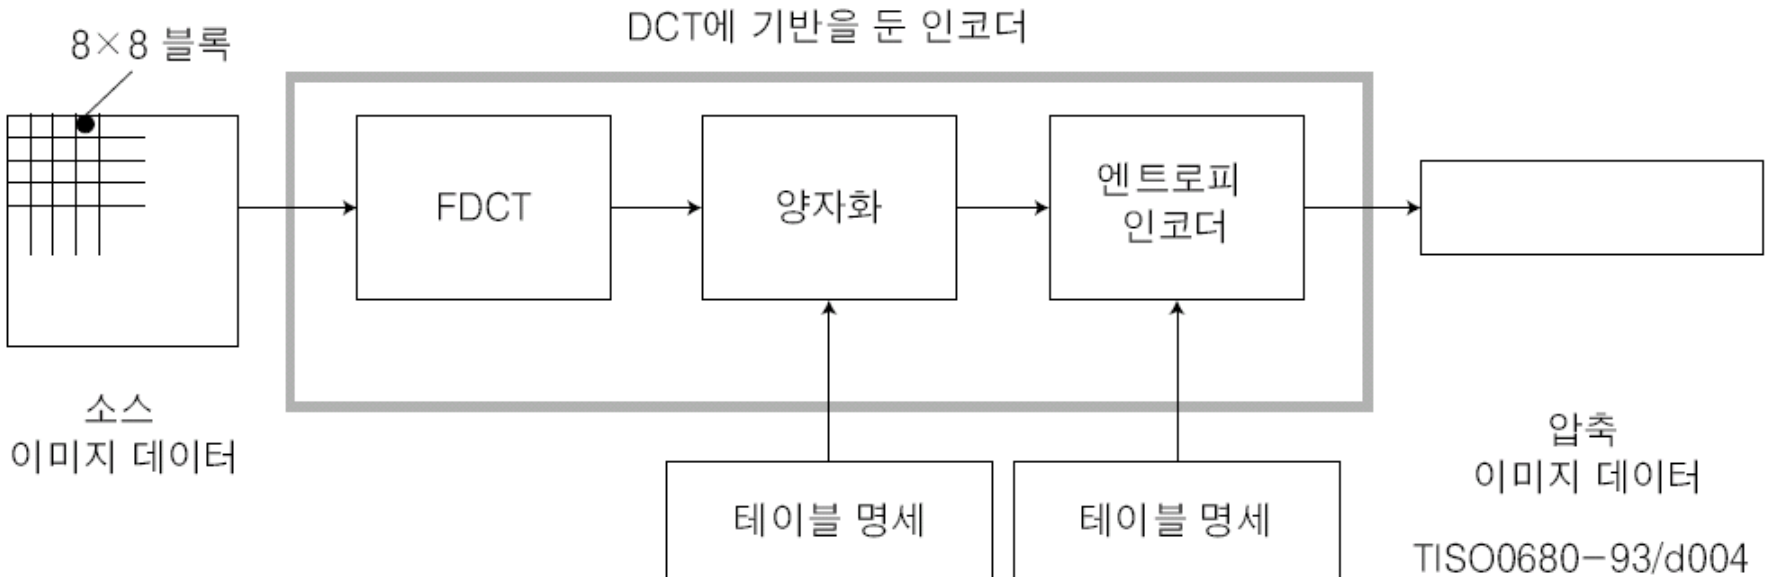 DCT에 기반을 둔 인코더
8×8 블록
FDCT
양자화
엔트로피
인코더
소스
이미지 데이터
압축
이미지 데이터
테이블 명세
테이블 명세
TISO0680-93/d004